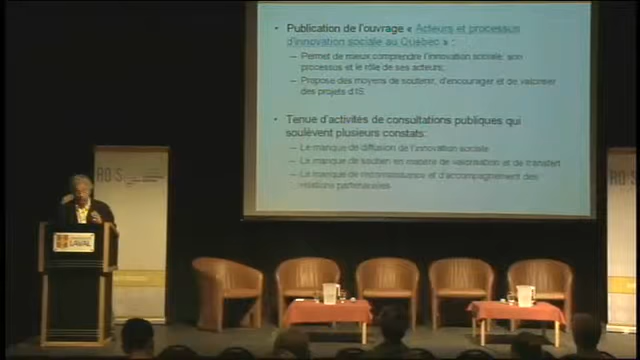 • Publication de l'ouvrage « Acteurs et processus
d'innovation sociale au Québec » :
– Permet de mieux comprendre l'innovation sociale, son
processus et le rôle de ses acteurs;
– Propose des moyens de soutenir, d'encourager et de valoriser
des projets d'IS
• Tenue d'activités de consultations publiques qui
soulèvent plusieurs constats:
– Le manque de diffusion de l'innovation sociale
– Le manque de soutien en matière de valorisation et de transfert
– Le manque de reconnaissance et d'accompagnement des
relations partenariales
LAVAL